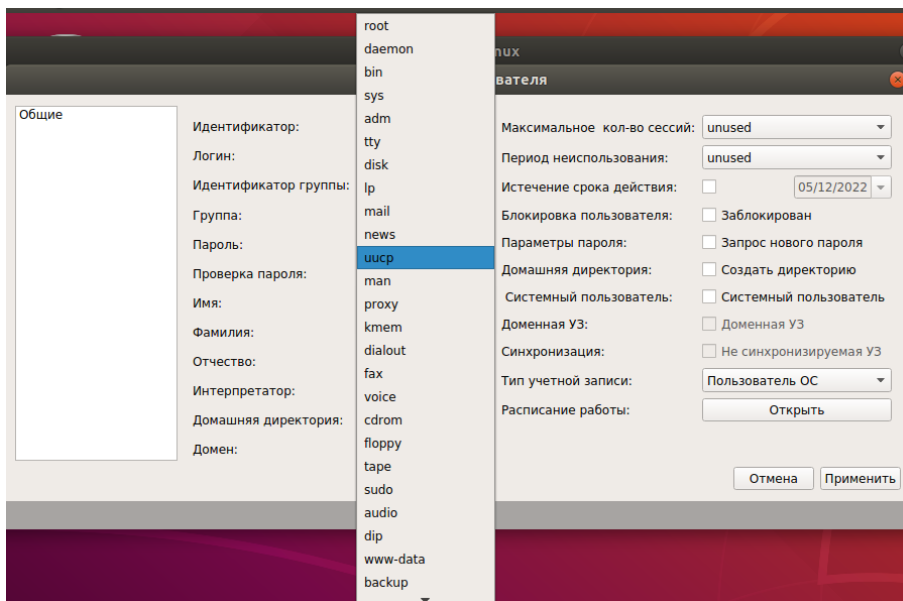 nux
вателя
Общие
Идентификатор:
Логин:
Идентификатор группы:
Группа:
Пароль:
Проверка пароля:
Имя:
Фамилия:
Отчество:
Интерпретатор:
Домашняя директория:
Домен:
root
daemon
bin
sys
adm
tty
disk
lp
mail
news
uucp
man
proxy
kmem
dialout
fax
voice
cdrom
floppy
tape
sudo
audio
dip
www-data
backup
Максимальное кол-во сессий: unused
Период неиспользования: unused
Истечение срока действия: 05/12/2022
Блокировка пользователя: Заблокирован
Параметры пароля: Запрос нового пароля
Домашняя директория: Создать директорию
Системный пользователь: Системный пользователь
Доменная УЗ: Доменная УЗ
Синхронизация: Не синхронизируемая УЗ
Тип учетной записи: Пользователь ОС
Расписание работы: Открыть
Отмена Применить